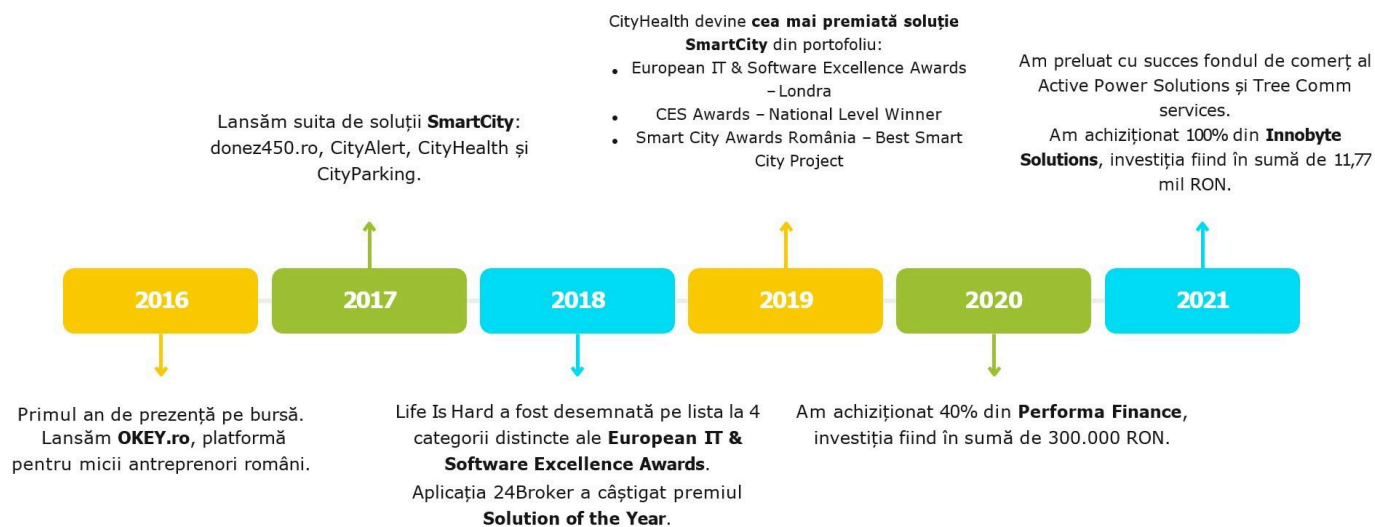 CityHealth devine cea mai premiată soluție
SmartCity din portofoliu:
• European IT & Software Excellence Awards
– Londra
• CES Awards – National Level Winner
• Smart City Awards România – Best Smart
City Project
Am preluat cu succes fondul de comerț al
Active Power Solutions și Tree Comm
services.
Am achiziționat 100% din Innobyte
Solutions, investiția fiind în sumă de 11,77
mil RON.
Lansăm suita de soluții SmartCity:
donez450.ro, CityAlert, CityHealth și
CityParking.
2016
2017
2018
2019
2020
2021
Primul an de prezență pe bursă.
Lansăm OKEY.ro, platformă
pentru micii antreprenori români.
Life Is Hard a fost desemnată pe lista la 4
categorii distincte ale European IT &
Software Excellence Awards.
Aplicația 24Broker a câștigat premiul
Solution of the Year.
Am achiziționat 40% din Performa Finance,
investiția fiind în sumă de 300.000 RON.